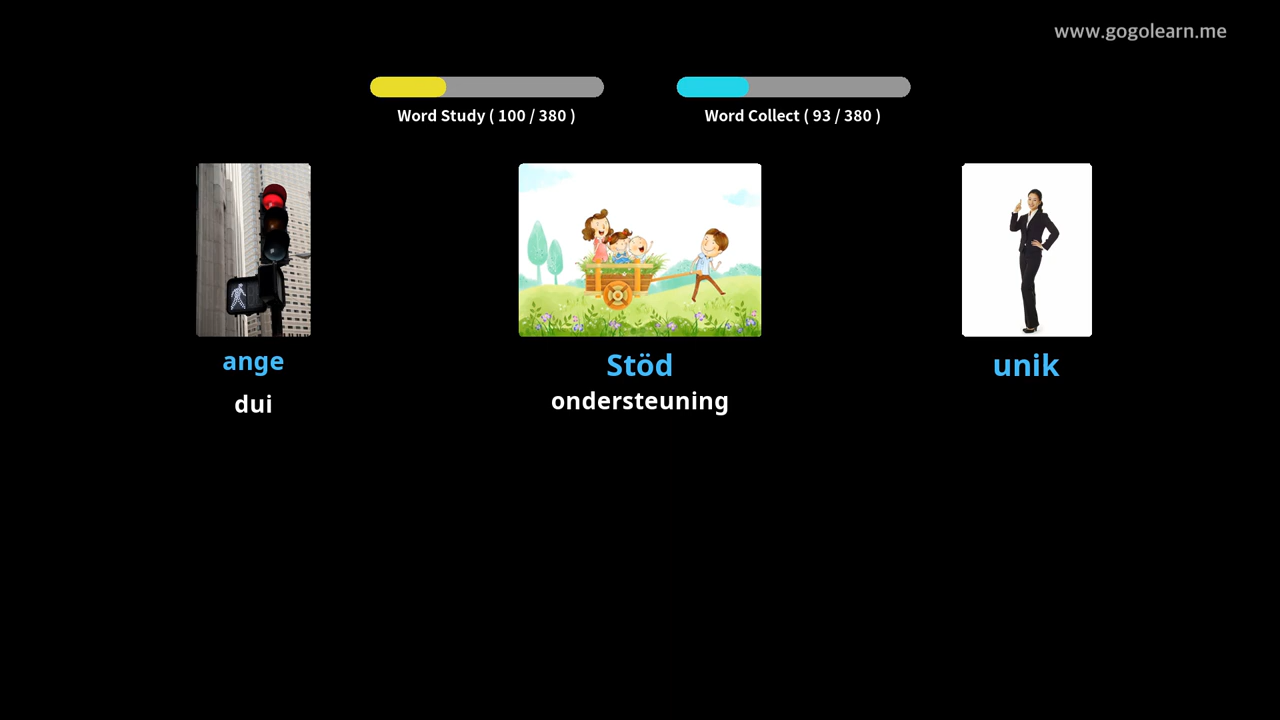 www.gogolearn.me
Word Study ( 100 / 380 )
Word Collect ( 93 / 380 )
ange
dui
Stöd
ondersteuning
unik